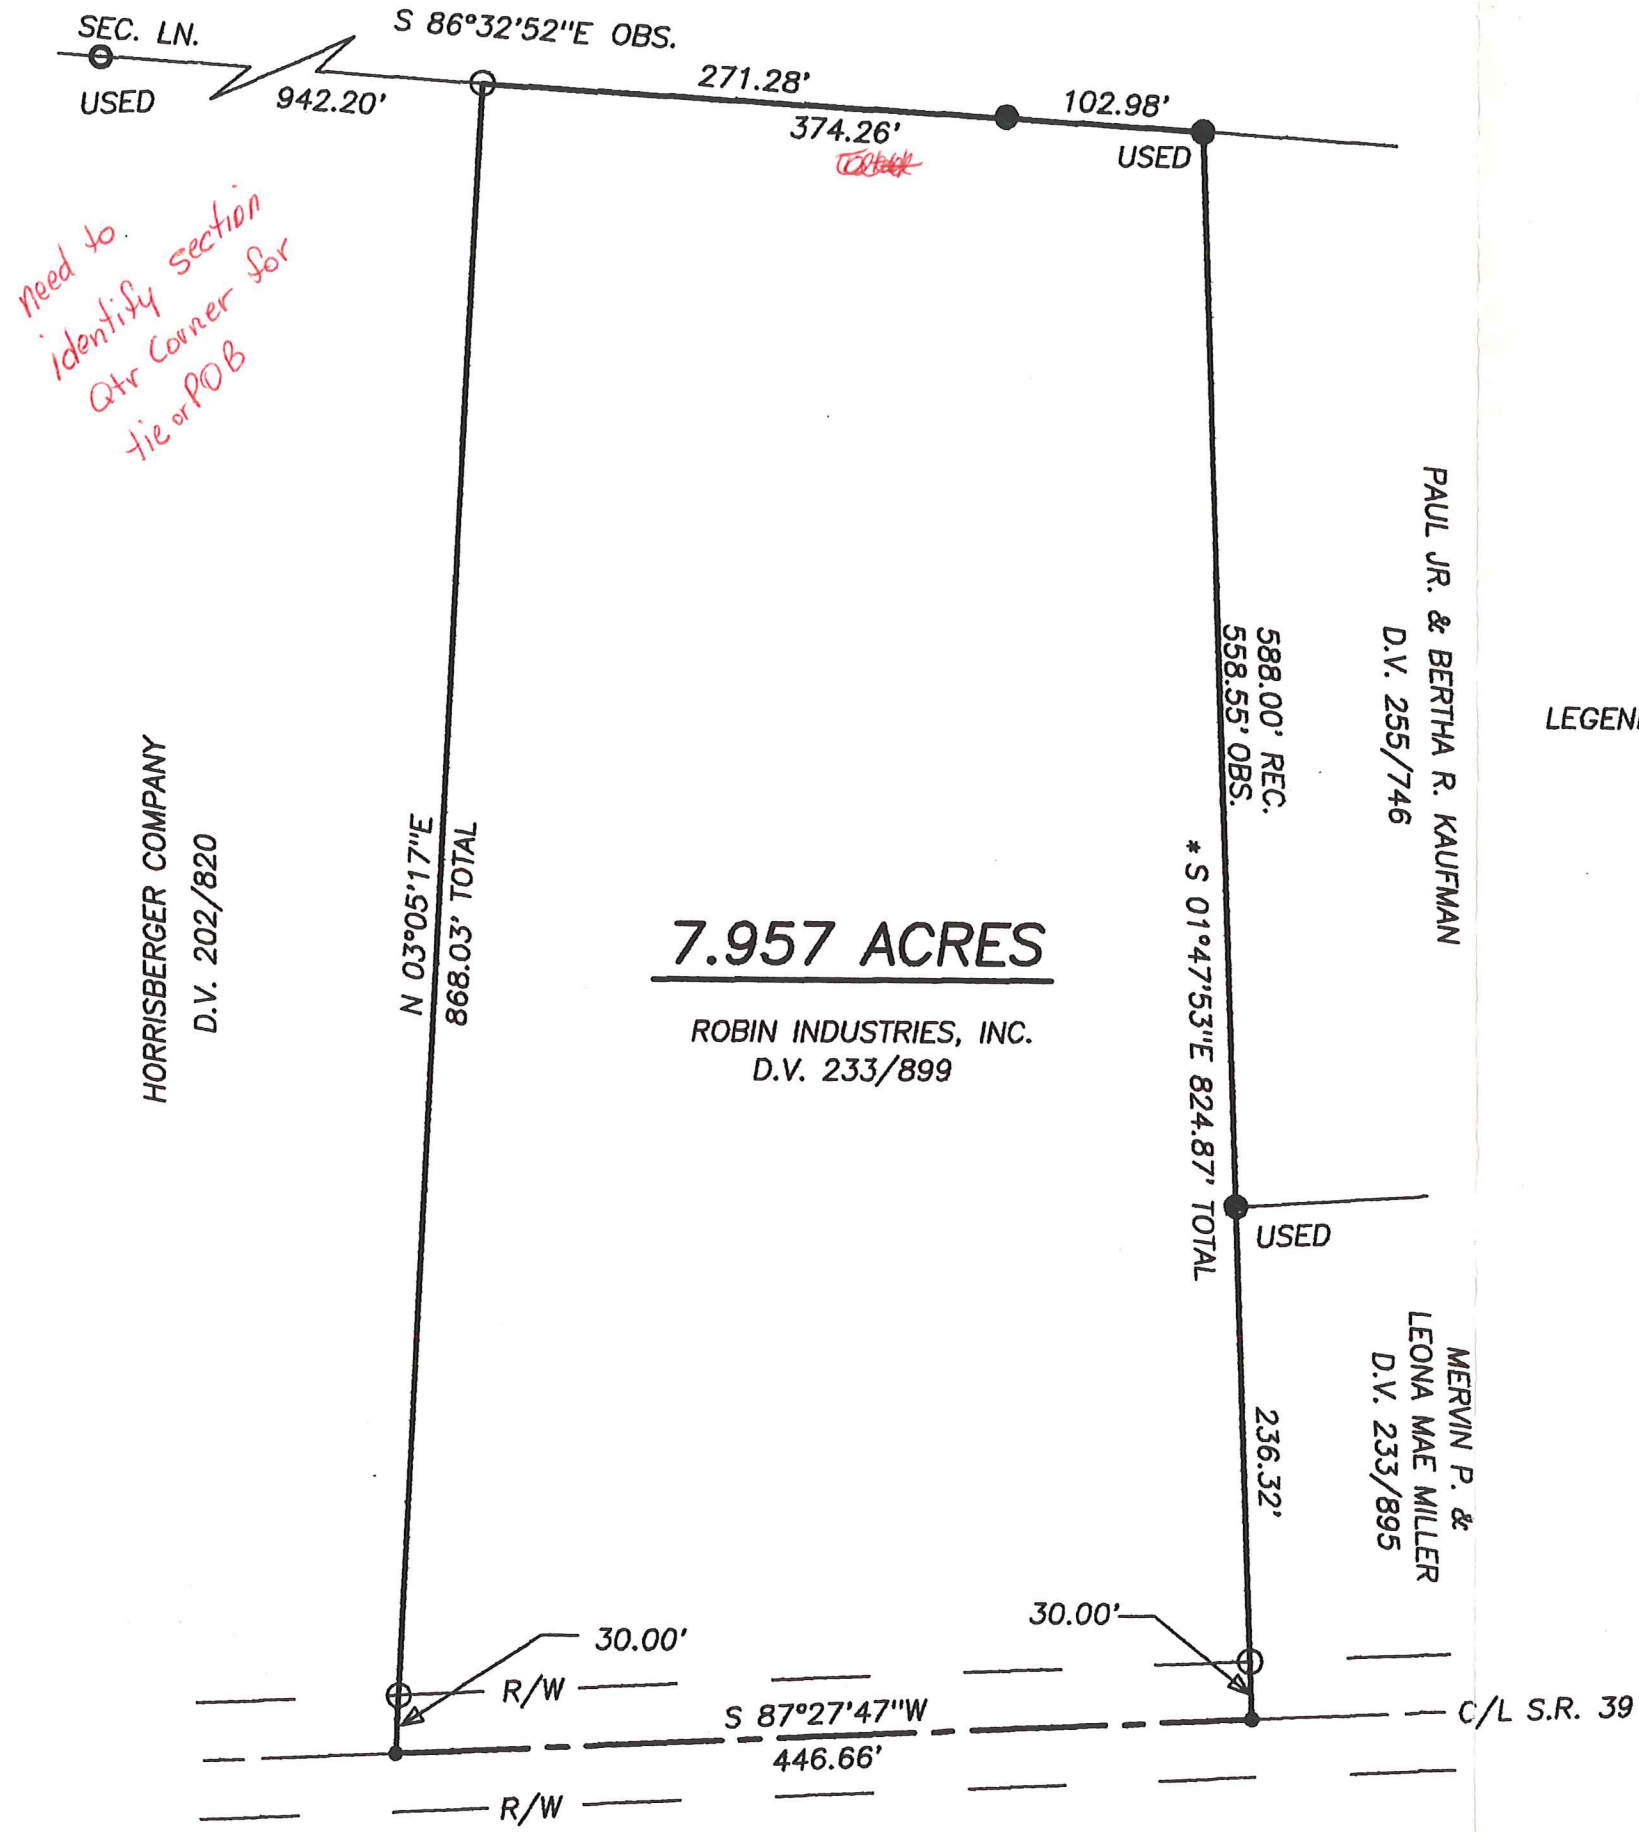 SEC. LN.
USED
S 86°32'52"E OBS.
942.20'
271.28'
374.26'
102.98'
USED
need to.
identify section
Qtr Corner for
tie or POB
HORRISBERGER COMPANY
D.V. 202/820
N 03°05'17"E
868.03' TOTAL
7.957 ACRES
ROBIN INDUSTRIES, INC.
D.V. 233/899
588.00' REC.
558.55' OBS.
* S 01°47'53"E 824.87' TOTAL
PAUL JR. & BERTHA R. KAUFMAN
D.V. 255/746
LEGEN
USED
MERVIN P. &
LEONA MAE MILLER
D.V. 233/895
236.32'
30.00'
30.00'
R/W
S 87°27'47"W
446.66'
C/L S.R. 39
R/W